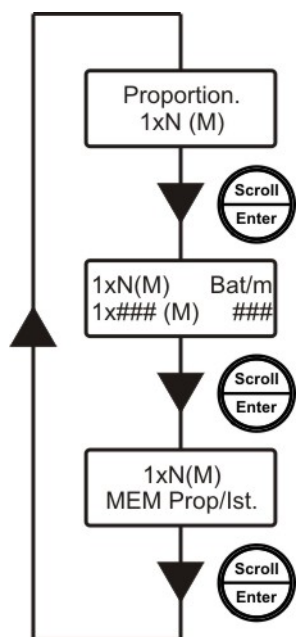 Proportion.
1xN (M)
Scroll
Enter
1xN(M) Bat/m
1x### (M) ###
Scroll
Enter
1xN(M)
MEM Prop/Ist.
Scroll
Enter